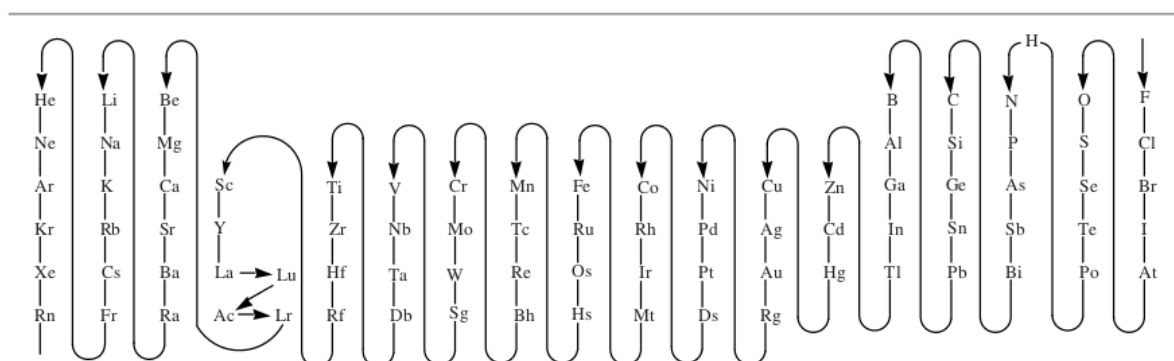 H
He Li Be B C N O F
Ne Na Mg Al Si P S Cl
Ar K Ca Sc Ti V Cr Mn Fe Co Ni Cu Zn Ga Ge As Se Br
Kr Rb Sr Y Zr Nb Mo Tc Ru Rh Pd Ag Cd In Sn Sb Te I
Xe Cs Ba La Lu Hf Ta W Re Os Ir Pt Au Hg Tl Pb Bi Po At
Rn Fr Ra Ac Lr Rf Db Sg Bh Hs Mt Ds Rg